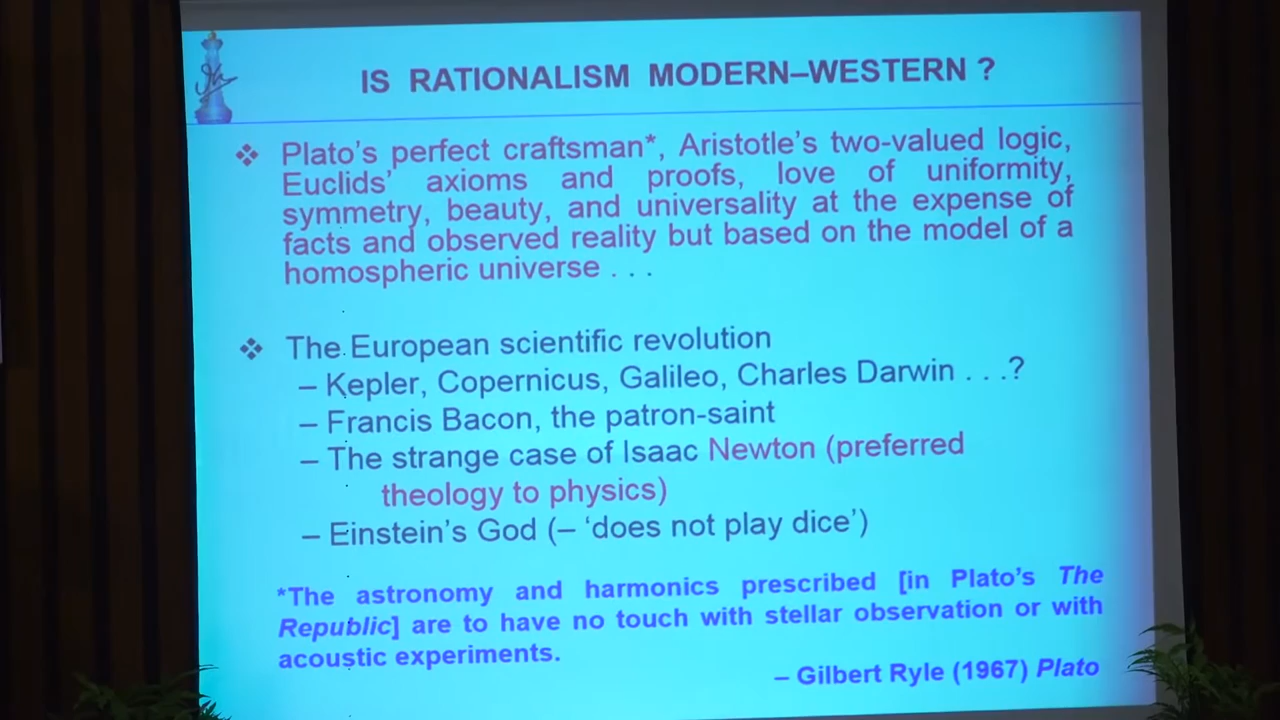 IS RATIONALISM MODERN–WESTERN ?
❖ Plato's perfect craftsman*, Aristotle's two-valued logic,
Euclids' axioms and proofs, love of uniformity,
symmetry, beauty, and universality at the expense of
facts and observed reality but based on the model of a
homospheric universe . . .
❖ The European scientific revolution
– Kepler, Copernicus, Galileo, Charles Darwin . . .?
– Francis Bacon, the patron-saint
– The strange case of Isaac Newton (preferred
theology to physics)
– Einstein's God (– ‘does not play dice’)
*The astronomy and harmonics prescribed [in Plato's The
Republic] are to have no touch with stellar observation or with
acoustic experiments.
– Gilbert Ryle (1967) Plato